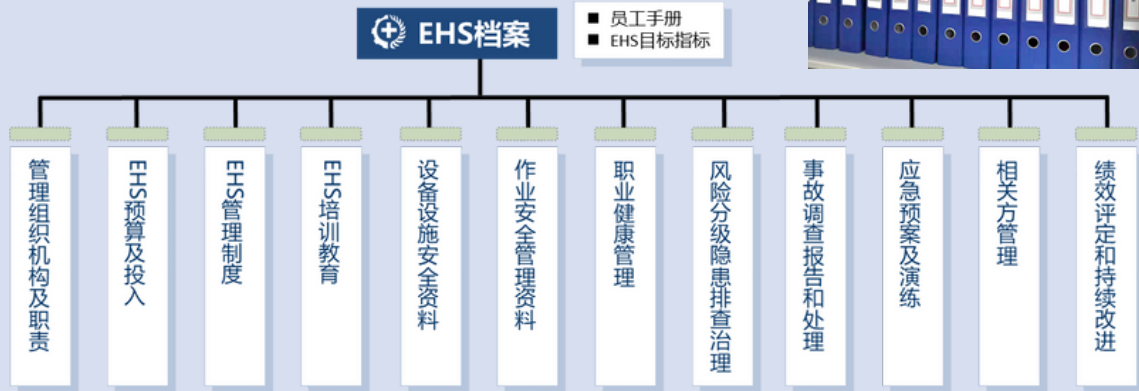 EHS档案
员工手册
EHS目标指标
管理组织机构及职责
EHS预算及投入
EHS管理制度
EHS培训教育
设备设施安全资料
作业安全管理资料
职业健康管理
风险分级隐患排查治理
事故调查报告和处理
应急预案及演练
相关方管理
绩效评定和持续改进